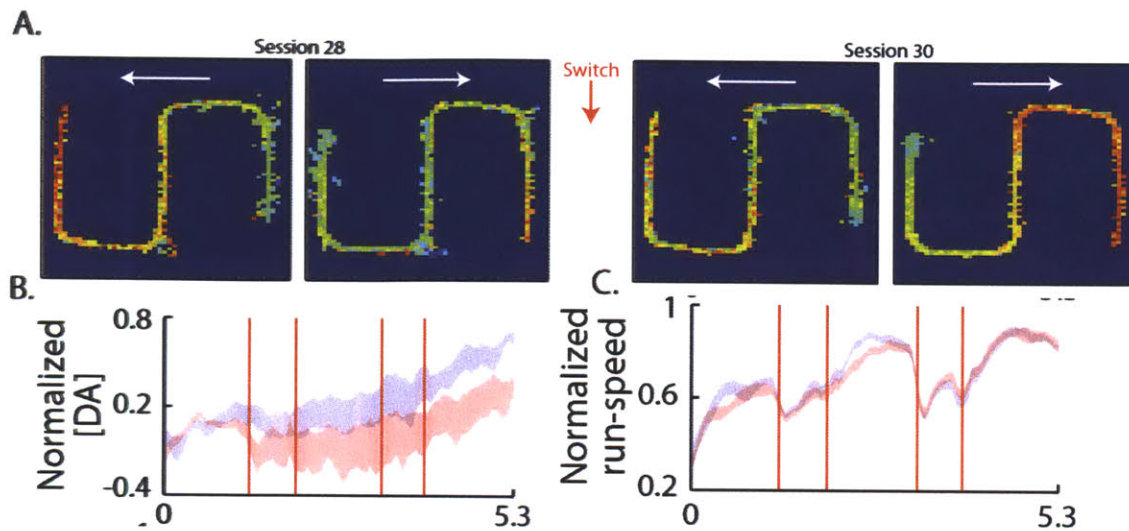 A.
Session 28
Switch
Session 30
B.
Normalized [DA]
0.8
0.2
-0.4
0
5.3
C.
Normalized run-speed
1
0.6
0.2
0
5.3